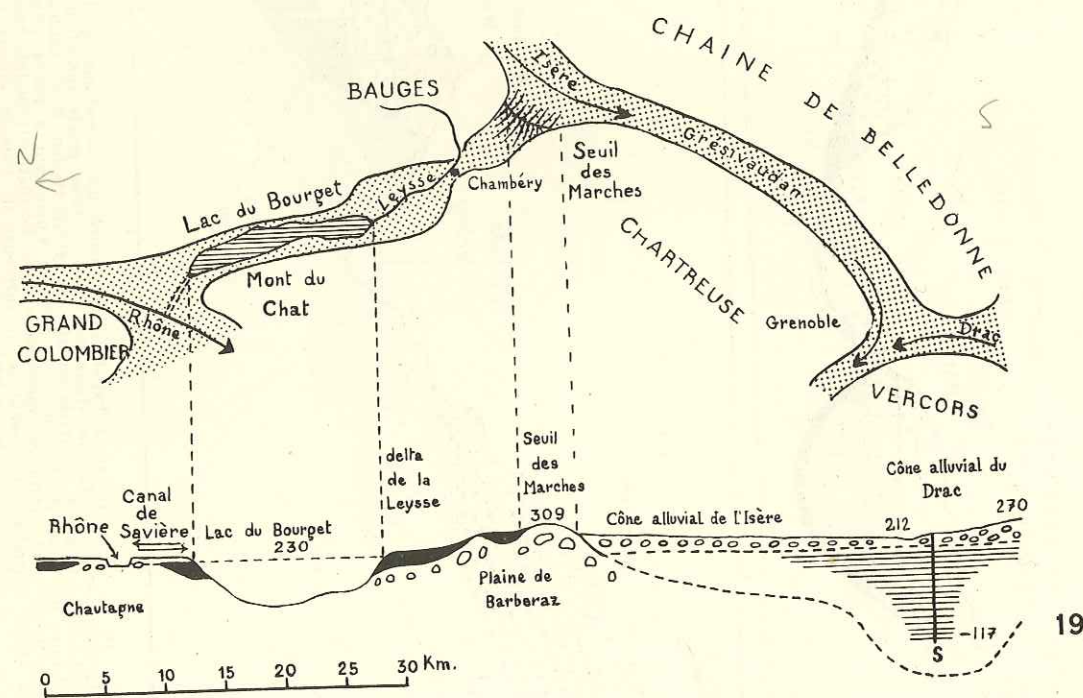 CHAINE DE BELLEDONNE
Isère
BAUGES
N
S
Grésivaudan
Seuil
des
Marches
Chambéry
Leysse
Lac du Bourget
CHARTREUSE
Mont du
Chat
Rhône
GRAND
COLOMBIER
Grenoble
Drac
VERCORS
Canal
de
Savière
Rhône
Lac du Bourget
230
delta
de la
Leysse
Seuil
des
Marches
309
Cône alluvial de l'Isère
Cône alluvial du
Drac
212
270
Chautagne
Plaine de
Barberaz
-117
S
19
0 5 10 15 20 25 30 Km.